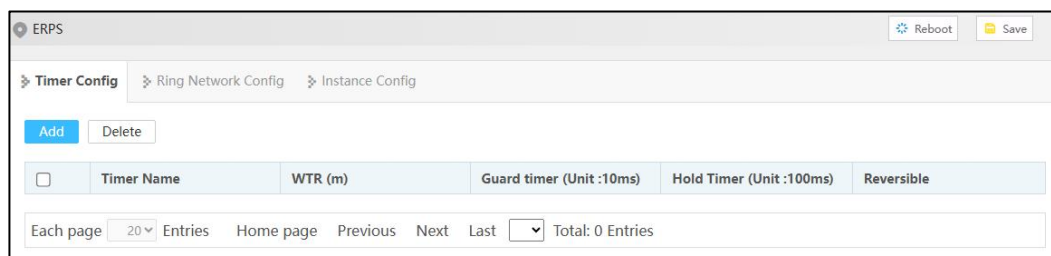 ERPS Reboot Save
Timer Config Ring Network Config Instance Config
Add Delete
Timer Name WTR (m) Guard timer (Unit :10ms) Hold Timer (Unit :100ms) Reversible
Each page 20 Entries Home page Previous Next Last Total: 0 Entries